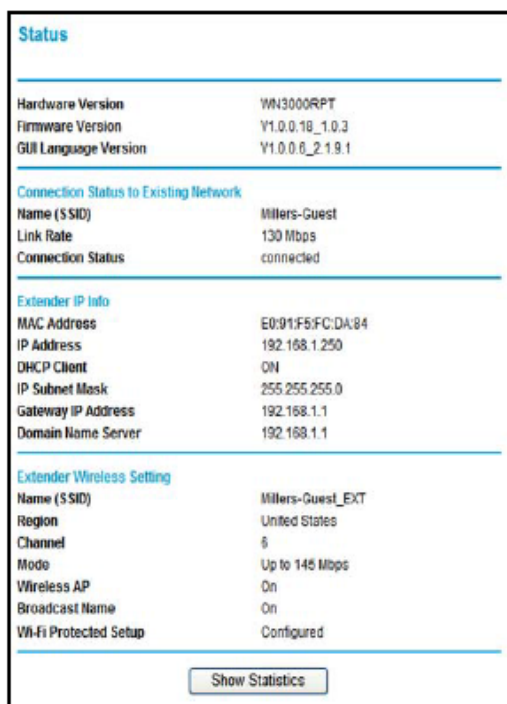 Status
Hardware Version WN3000RPT
Firmware Version V1.0.0.18_1.0.3
GUI Language Version V1.0.0.6_2.1.9.1
Connection Status to Existing Network
Name (SSID) Millers-Guest
Link Rate 130 Mbps
Connection Status connected
Extender IP Info
MAC Address E0:91:F5:FC:DA:84
IP Address 192.168.1.250
DHCP Client ON
IP Subnet Mask 255.255.255.0
Gateway IP Address 192.168.1.1
Domain Name Server 192.168.1.1
Extender Wireless Setting
Name (SSID) Millers-Guest_EXT
Region United States
Channel 6
Mode Up to 145 Mbps
Wireless AP On
Broadcast Name On
Wi-Fi Protected Setup Configured
Show Statistics